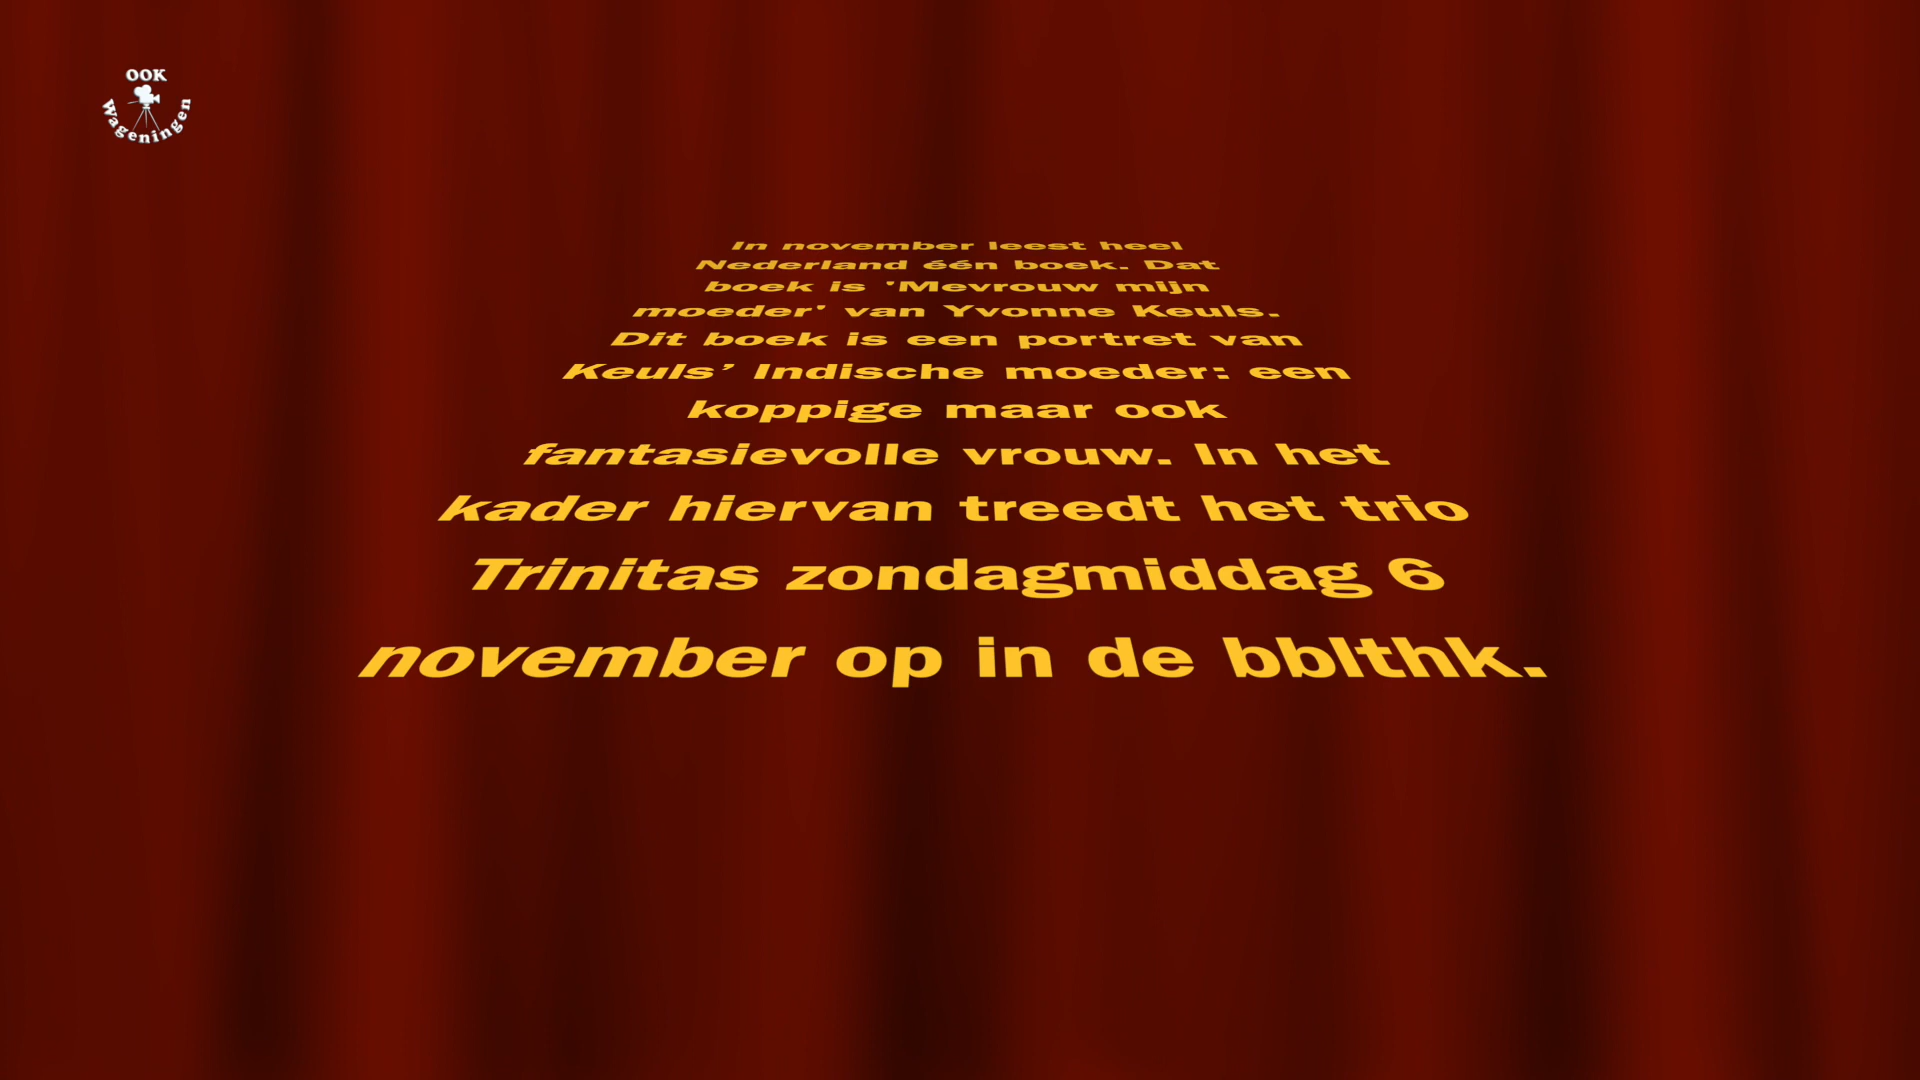 OOK
Wageningen
In november leest heel
Nederland één boek. Dat
boek is 'Mevrouw mijn
moeder' van Yvonne Keuls.
Dit boek is een portret van
Keuls’ Indische moeder: een
koppige maar ook
fantasievolle vrouw. In het
kader hiervan treedt het trio
Trinitas zondagmiddag 6
november op in de bblthk.